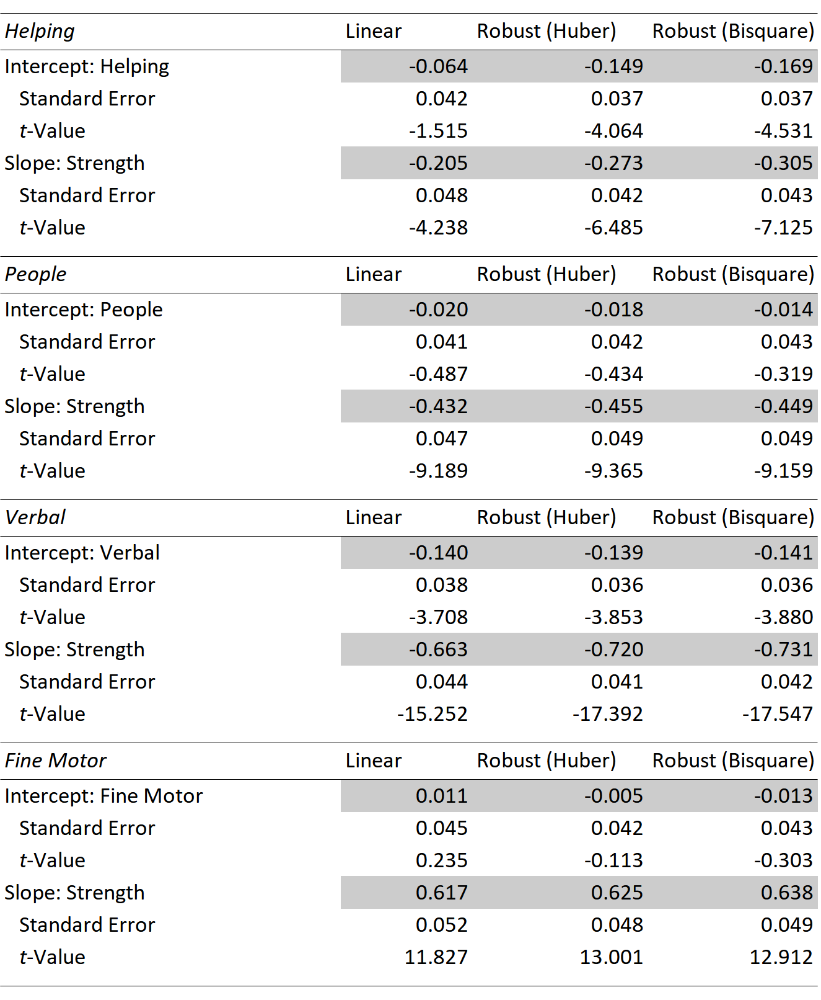 Helping Linear Robust (Huber) Robust (Bisquare)
Intercept: Helping -0.064 -0.149 -0.169
Standard Error 0.042 0.037 0.037
t-Value -1.515 -4.064 -4.531
Slope: Strength -0.205 -0.273 -0.305
Standard Error 0.048 0.042 0.043
t-Value -4.238 -6.485 -7.125
People Linear Robust (Huber) Robust (Bisquare)
Intercept: People -0.020 -0.018 -0.014
Standard Error 0.041 0.042 0.043
t-Value -0.487 -0.434 -0.319
Slope: Strength -0.432 -0.455 -0.449
Standard Error 0.047 0.049 0.049
t-Value -9.189 -9.365 -9.159
Verbal Linear Robust (Huber) Robust (Bisquare)
Intercept: Verbal -0.140 -0.139 -0.141
Standard Error 0.038 0.036 0.036
t-Value -3.708 -3.853 -3.880
Slope: Strength -0.663 -0.720 -0.731
Standard Error 0.044 0.041 0.042
t-Value -15.252 -17.392 -17.547
Fine Motor Linear Robust (Huber) Robust (Bisquare)
Intercept: Fine Motor 0.011 -0.005 -0.013
Standard Error 0.045 0.042 0.043
t-Value 0.235 -0.113 -0.303
Slope: Strength 0.617 0.625 0.638
Standard Error 0.052 0.048 0.049
t-Value 11.827 13.001 12.912